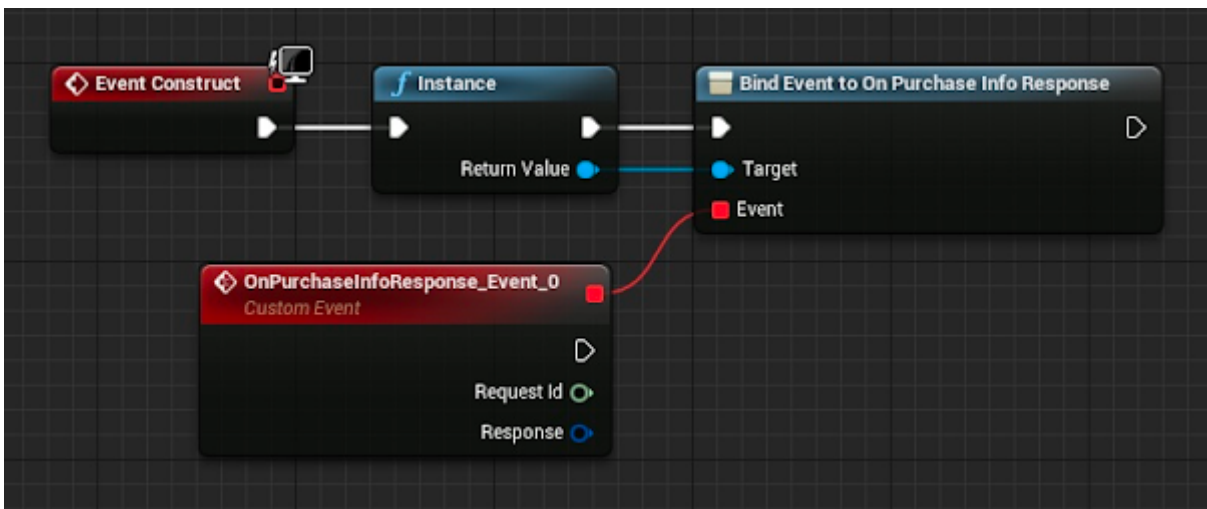 Event Construct
f Instance
Bind Event to On Purchase Info Response
Return Value
Target
Event
OnPurchaseInfoResponse_Event_0
Custom Event
Request Id
Response